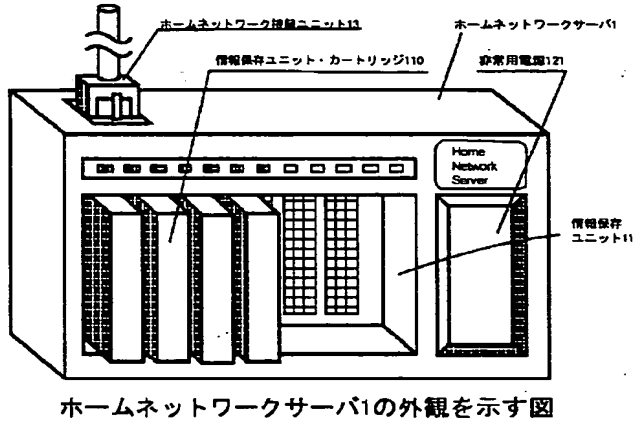 ホームネットワーク接続ユニット13
ホームネットワークサーバ1
情報保存ユニット・カートリッジ110
非常用電源121
Home
Network
Server
情報保存
ユニット11
ホームネットワークサーバ1の外観を示す図